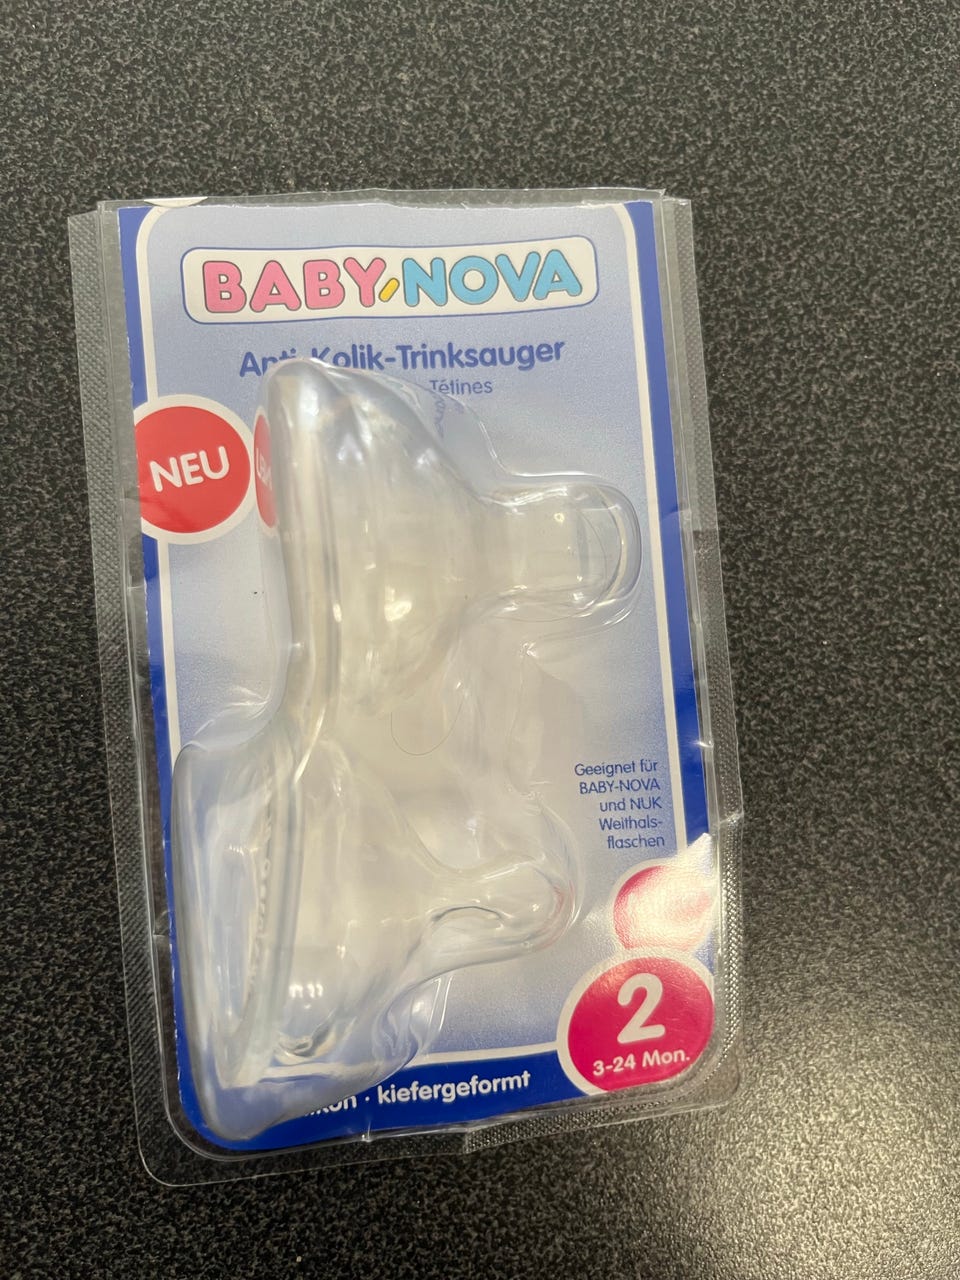 BABY NOVA
Anti-Kolik-Trinksauger
Tétines
NEU
Geeignet für
BABY-NOVA
und NUK
Weithals-
flaschen
2
3-24 Mon.
· kiefergeformt